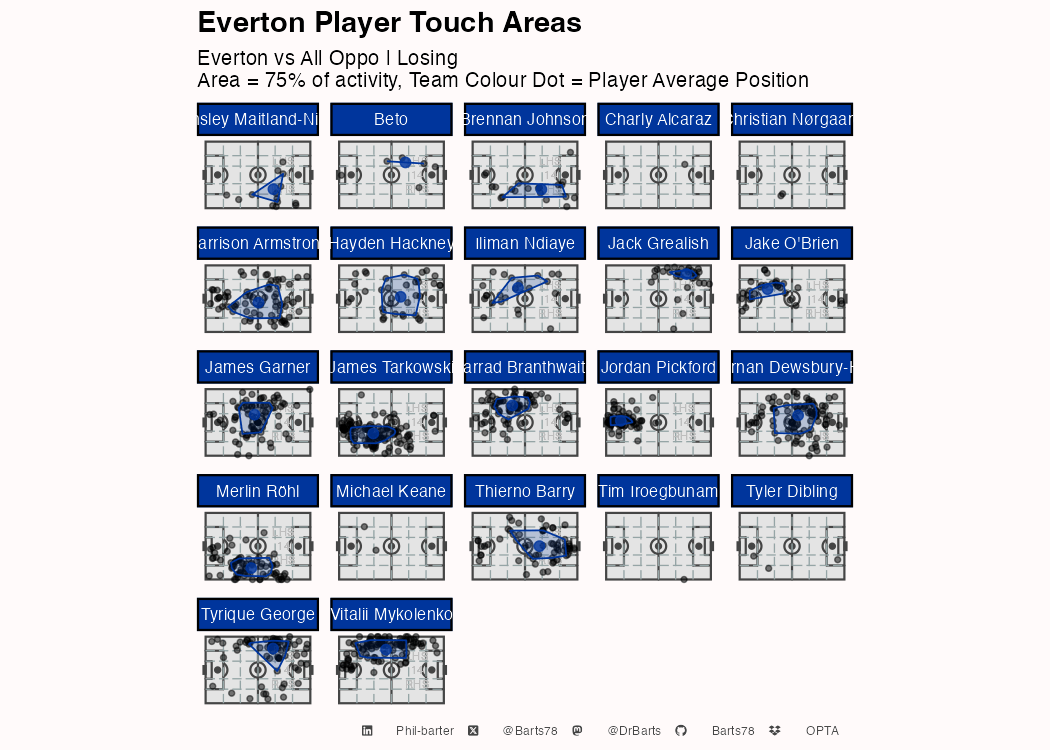 Everton Player Touch Areas
Everton vs All Oppo | Losing
Area = 75% of activity, Team Colour Dot = Player Average Position
nsley Maitland-Ni
Beto
Brennan Johnson
Charly Alcaraz
Christian Nørgaar
arrison Armstron
Hayden Hackney
Iliman Ndiaye
Jack Grealish
Jake O'Brien
James Garner
James Tarkowski
arrad Branthwait
Jordan Pickford
rnan Dewsbury-H
Merlin Röhl
Michael Keane
Thierno Barry
Tim Iroegbunam
Tyler Dibling
Tyrique George
Vitalii Mykolenko
Phil-barter @Barts78 @DrBarts Barts78 OPTA